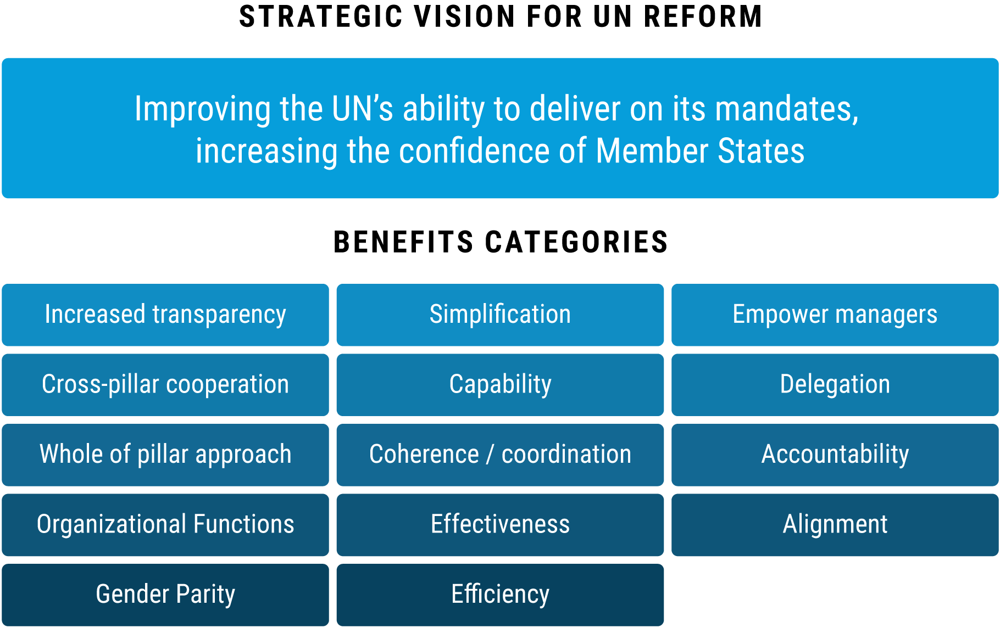 STRATEGIC VISION FOR UN REFORM
Improving the UN’s ability to deliver on its mandates,
increasing the confidence of Member States
BENEFITS CATEGORIES
Increased transparency
Simplification
Empower managers
Cross-pillar cooperation
Capability
Delegation
Whole of pillar approach
Coherence / coordination
Accountability
Organizational Functions
Effectiveness
Alignment
Gender Parity
Efficiency